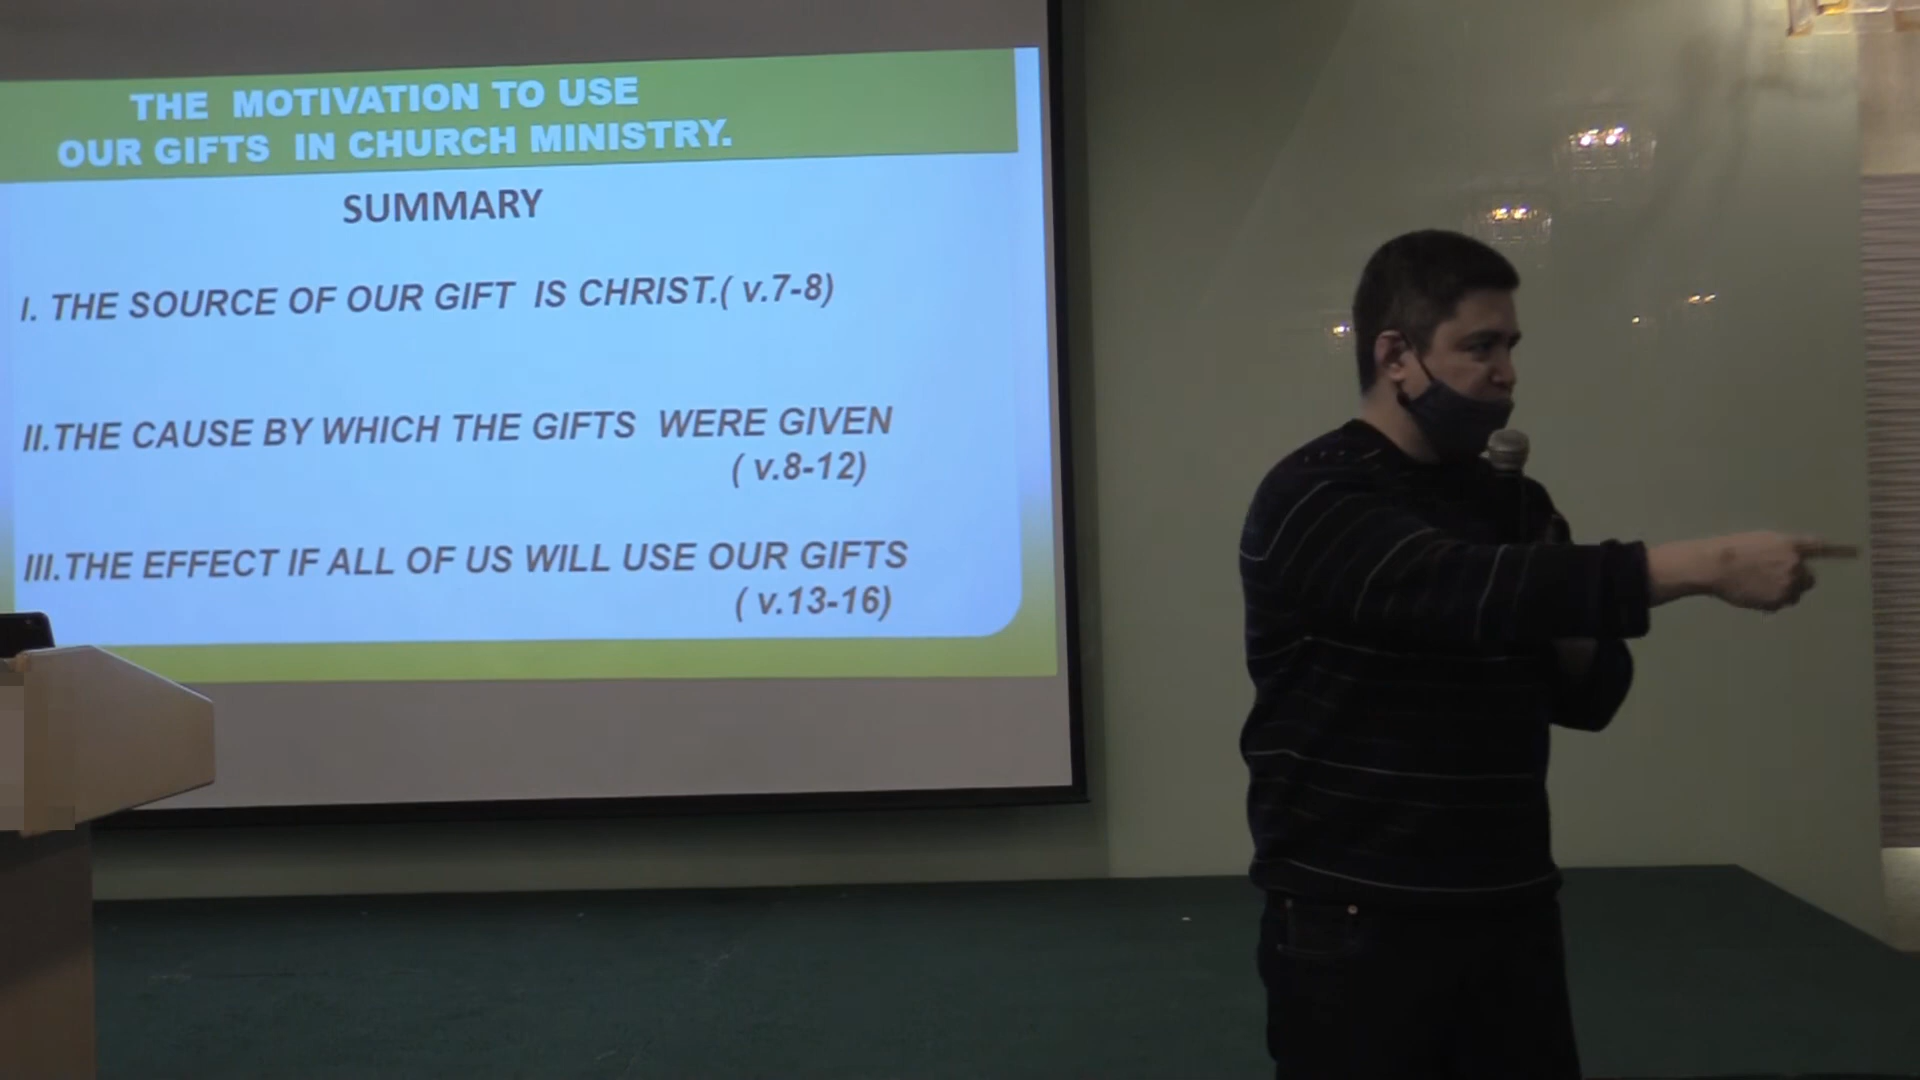 THE MOTIVATION TO USE
OUR GIFTS IN CHURCH MINISTRY.
SUMMARY
I. THE SOURCE OF OUR GIFT IS CHRIST.( v.7-8)
II.THE CAUSE BY WHICH THE GIFTS WERE GIVEN
( v.8-12)
III.THE EFFECT IF ALL OF US WILL USE OUR GIFTS
( v.13-16)